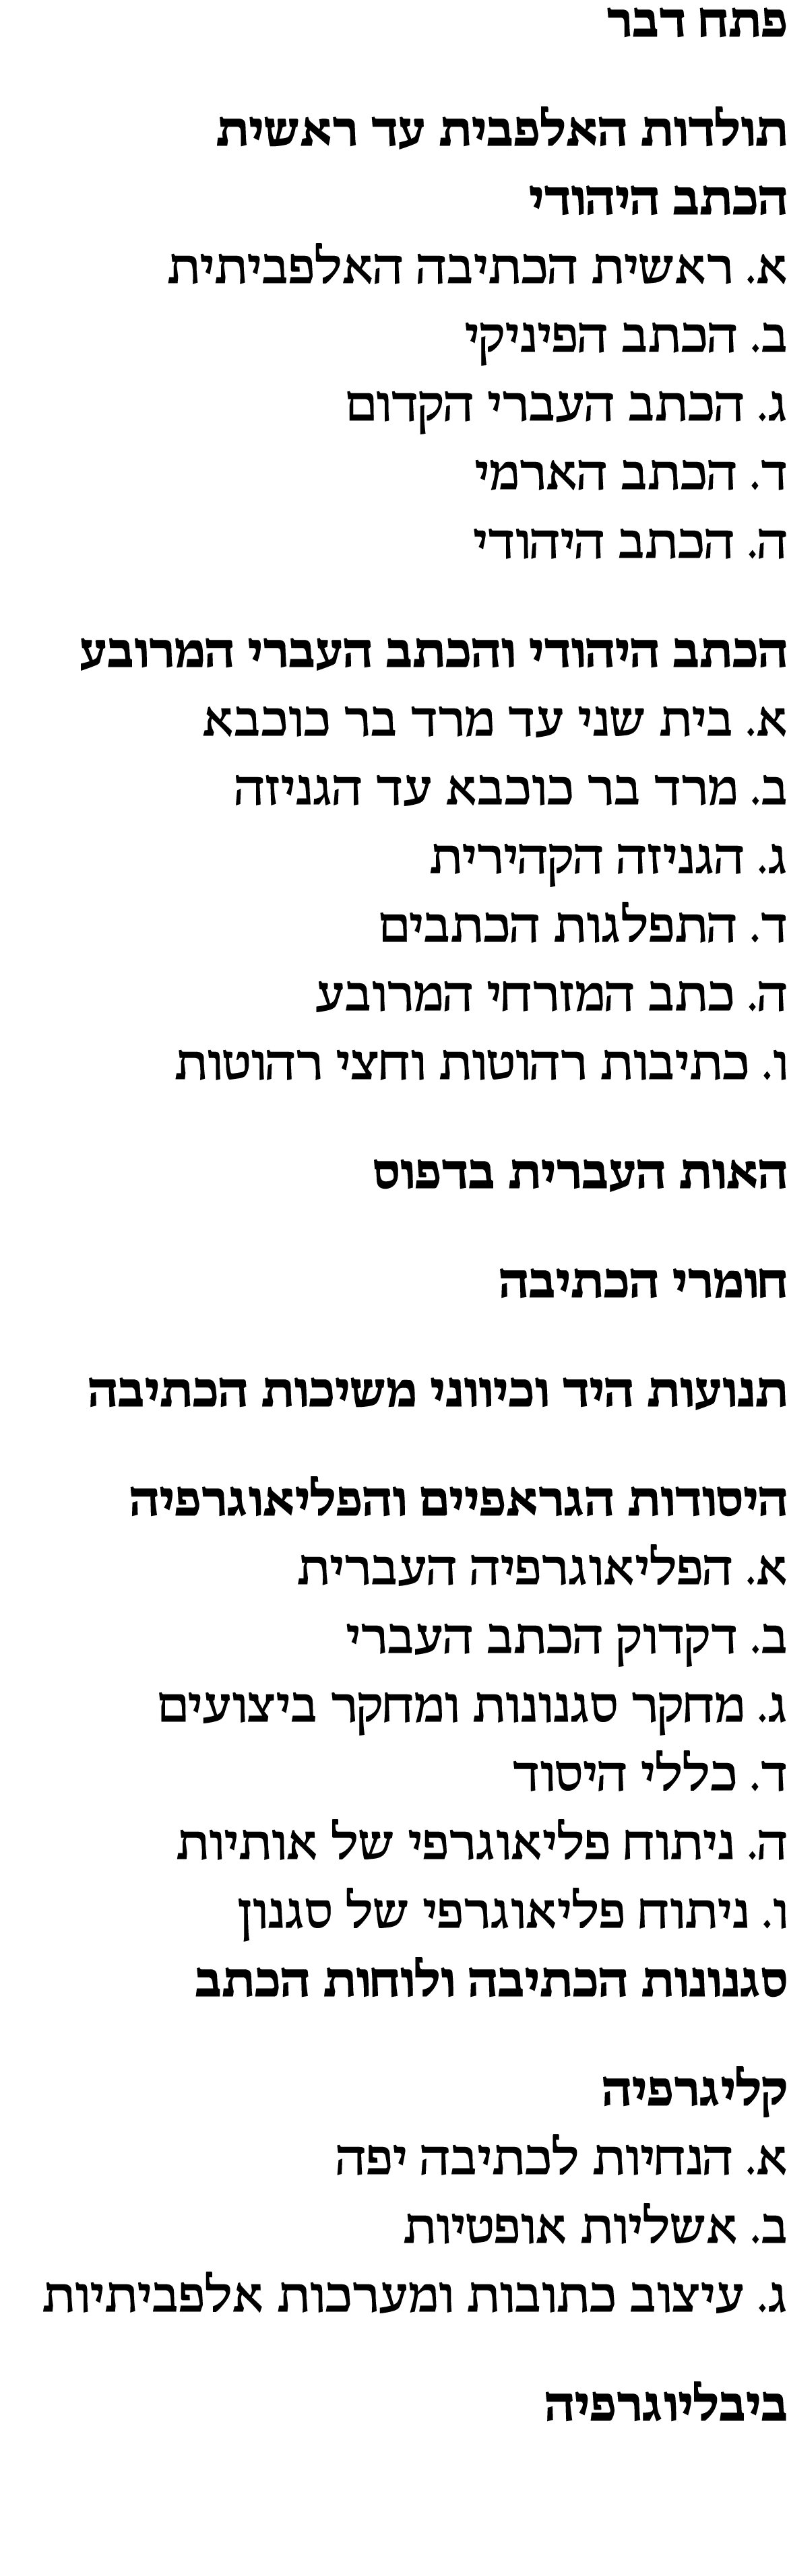 פתח דבר
תולדות האלפבית עד ראשית
הכתב היהודי
א. ראשית הכתיבה האלפביתית
ב. הכתב הפיניקי
ג. הכתב העברי הקדום
ד. הכתב הארמי
ה. הכתב היהודי
הכתב היהודי והכתב העברי המרובע
א. בית שני עד מרד בר כוכבא
ב. מרד בר כוכבא עד הגניזה
ג. הגניזה הקהירית
ד. התפלגות הכתבים
ה. כתב המזרחי המרובע
ו. כתיבות רהוטות וחצי רהוטות
האות העברית בדפוס
חומרי הכתיבה
תנועות היד וכיווני משיכות הכתיבה
היסודות הגראפיים והפליאוגרפיה
א. הפליאוגרפיה העברית
ב. דקדוק הכתב העברי
ג. מחקר סגנונות ומחקר ביצועים
ד. כללי היסוד
ה. ניתוח פליאוגרפי של אותיות
ו. ניתוח פליאוגרפי של סגנון
סגנונות הכתיבה ולוחות הכתב
קליגרפיה
א. הנחיות לכתיבה יפה
ב. אשליות אופטיות
ג. עיצוב כתובות ומערכות אלפביתיות
ביבליוגרפיה